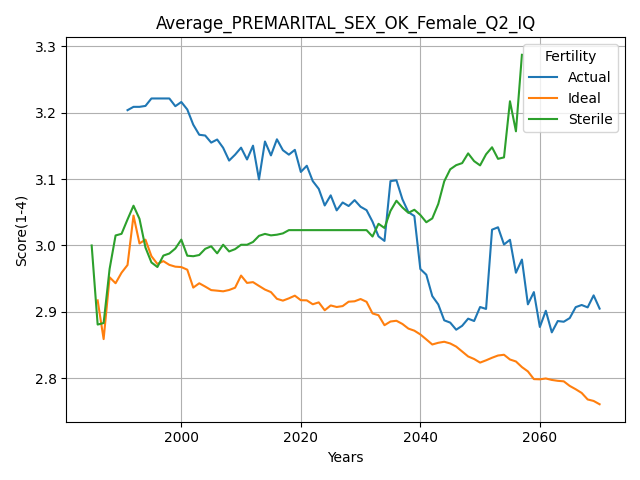 Average_PREMARITAL_SEX_OK_Female_Q2_IQ
Score(1-4)
3.3
3.2
3.1
3.0
2.9
2.8
Fertility
Actual
Ideal
Sterile
2000
2020
2040
2060
Years